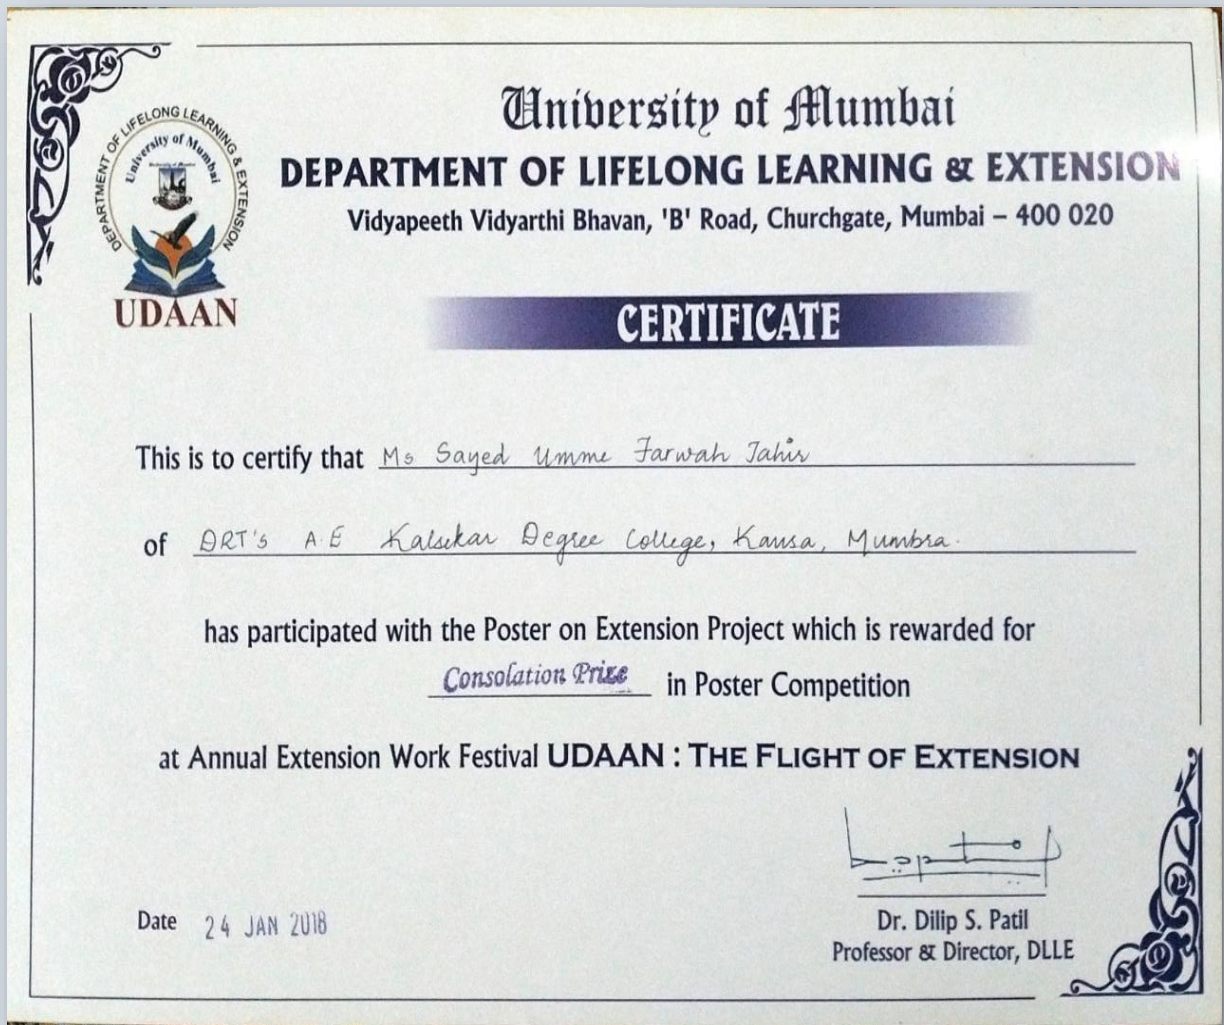 DEPARTMENT OF LIFELONG LEARNING & EXTENSION
University of Mumbai
UDAAN
University of Mumbai
DEPARTMENT OF LIFELONG LEARNING & EXTENSION
Vidyapeeth Vidyarthi Bhavan, 'B' Road, Churchgate, Mumbai – 400 020
CERTIFICATE
This is to certify that Ms Sayed Umme Farwah Tahir
of DRT's A.E Kalsekar Degree College, Kausa, Mumbra.
has participated with the Poster on Extension Project which is rewarded for
Consolation Prize in Poster Competition
at Annual Extension Work Festival UDAAN : THE FLIGHT OF EXTENSION
Date 24 JAN 2018
Dr. Dilip S. Patil
Professor & Director, DLLE